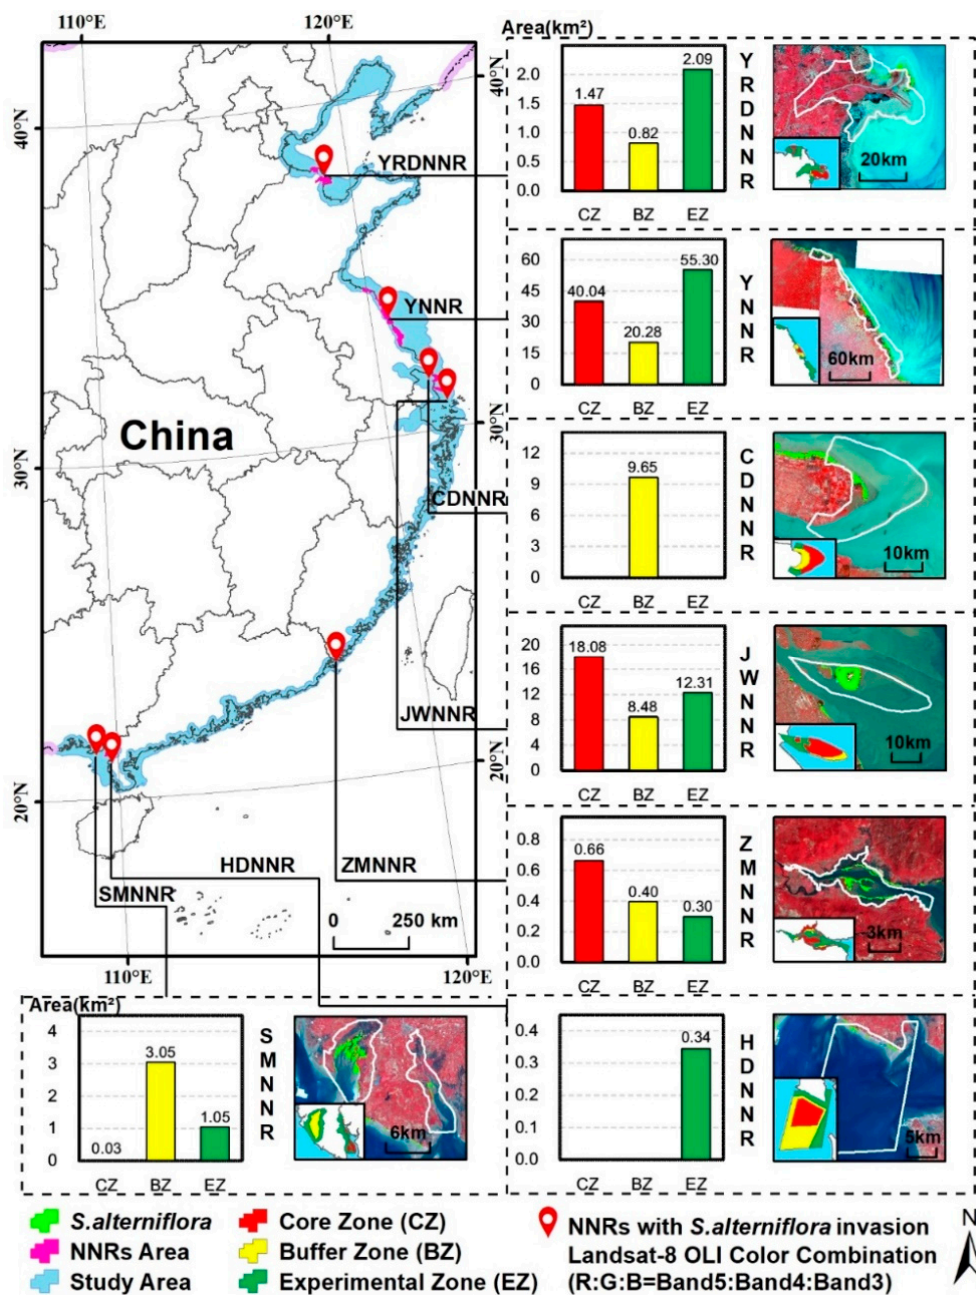 110°E
120°E
40°N
40°N
30°N
30°N
20°N
20°N
110°E
120°E
China
YRDNNR
YNNR
CDNNR
JWNNR
ZMNNR
HDNNR
SMNNR
0 250 km
Area(km²)
2.0
1.5
1.0
0.5
0.0
1.47
0.82
2.09
CZ BZ EZ
YRDNNR
20km
60
45
30
15
0
40.04
20.28
55.30
CZ BZ EZ
YNNR
60km
12
9
6
3
0
9.65
CZ BZ EZ
CDNNR
10km
20
16
12
8
4
0
18.08
8.48
12.31
CZ BZ EZ
JWNNR
10km
0.8
0.6
0.4
0.2
0.0
0.66
0.40
0.30
CZ BZ EZ
ZMNNR
3km
Area(km²)
4
3
2
1
0
0.03
3.05
1.05
CZ BZ EZ
SMNNR
6km
0.4
0.3
0.2
0.1
0.0
0.34
CZ BZ EZ
HDNNR
5km
S.alterniflora
NNRs Area
Study Area
Core Zone (CZ)
Buffer Zone (BZ)
Experimental Zone (EZ)
NNRs with S.alterniflora invasion
Landsat-8 OLI Color Combination
(R:G:B=Band5:Band4:Band3)
N